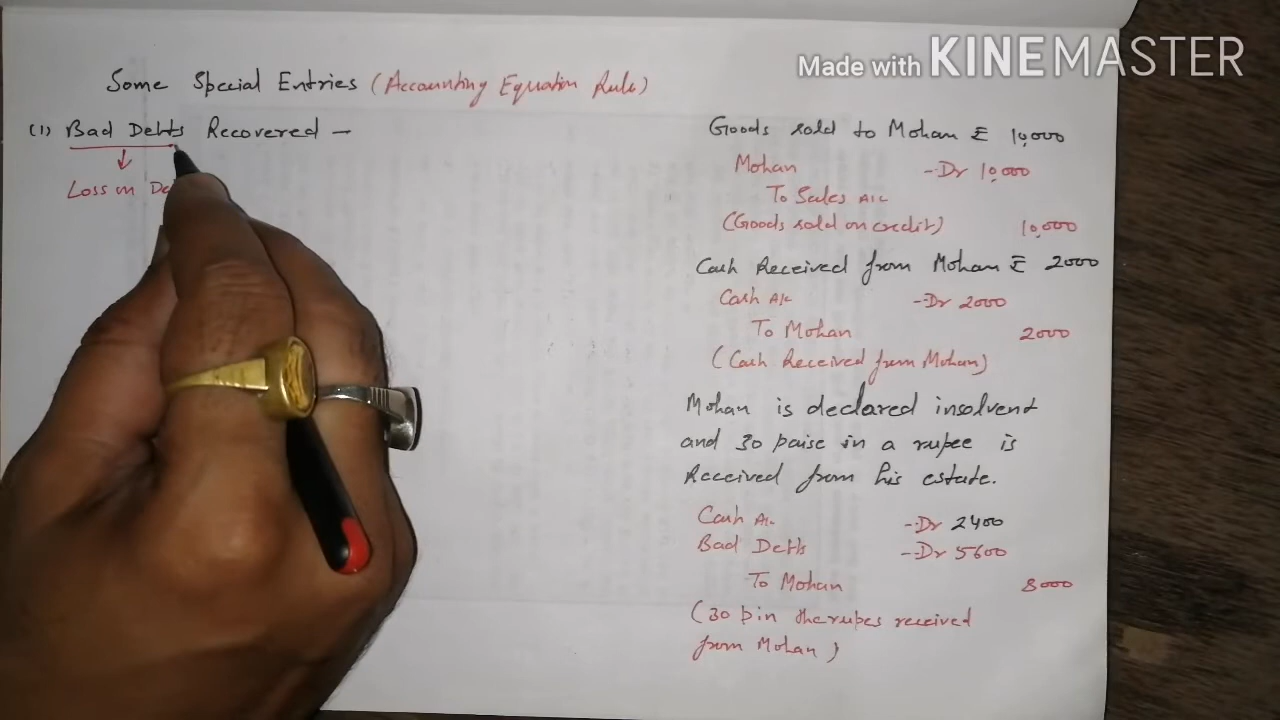 Made with KINEMASTER
Some Special Entries (Accounting Equation Rule)
(1) Bad Debts Recovered –
Loss on
Goods sold to Mohan ₹ 10,000
Mohan -Dr 10,000
To Sales A/c
(Goods sold on credit) 10,000
Cash Received from Mohan ₹ 2000
Cash A/c -Dr 2000
To Mohan 2000
(Cash Received from Mohan)
Mohan is declared insolvent
and 30 paise in a rupee is
Received from his estate.
Cash A/c -Dr 2400
Bad Debts -Dr 5600
To Mohan 8000
(30 p in the rupes received
from Mohan)